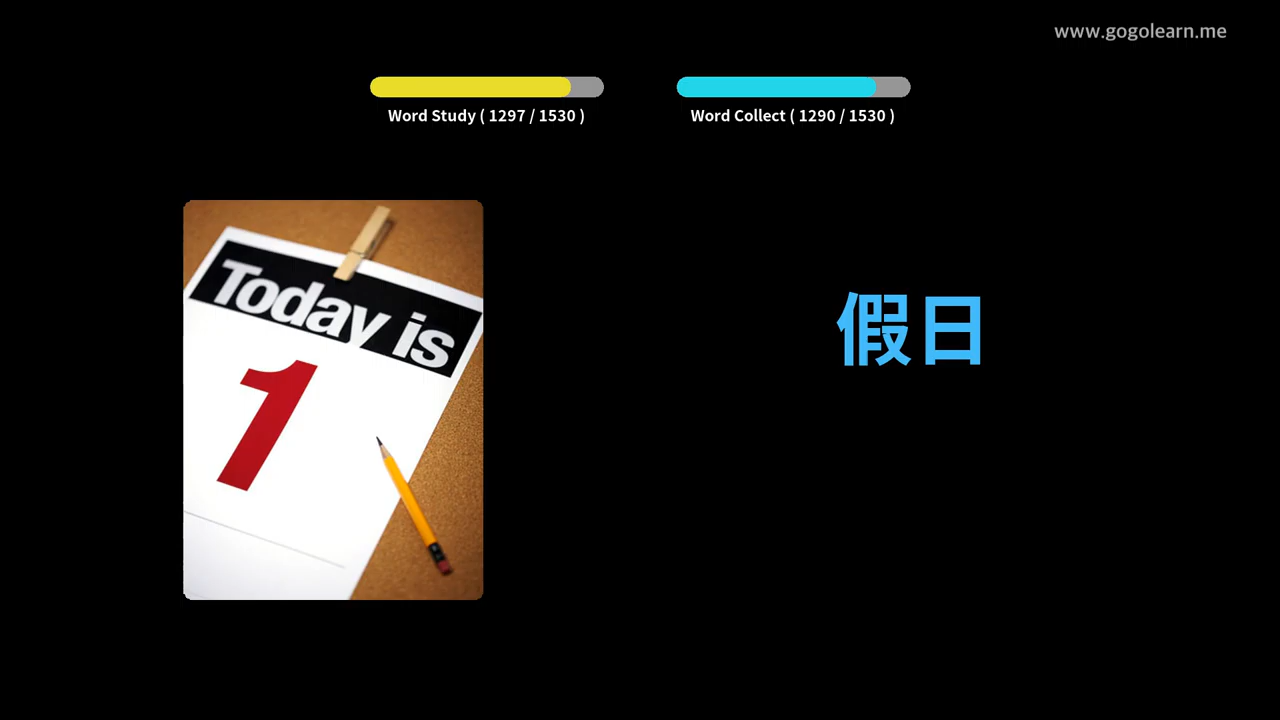 www.gogolearn.me
Word Study ( 1297 / 1530 )
Word Collect ( 1290 / 1530 )
Today is
1
假日